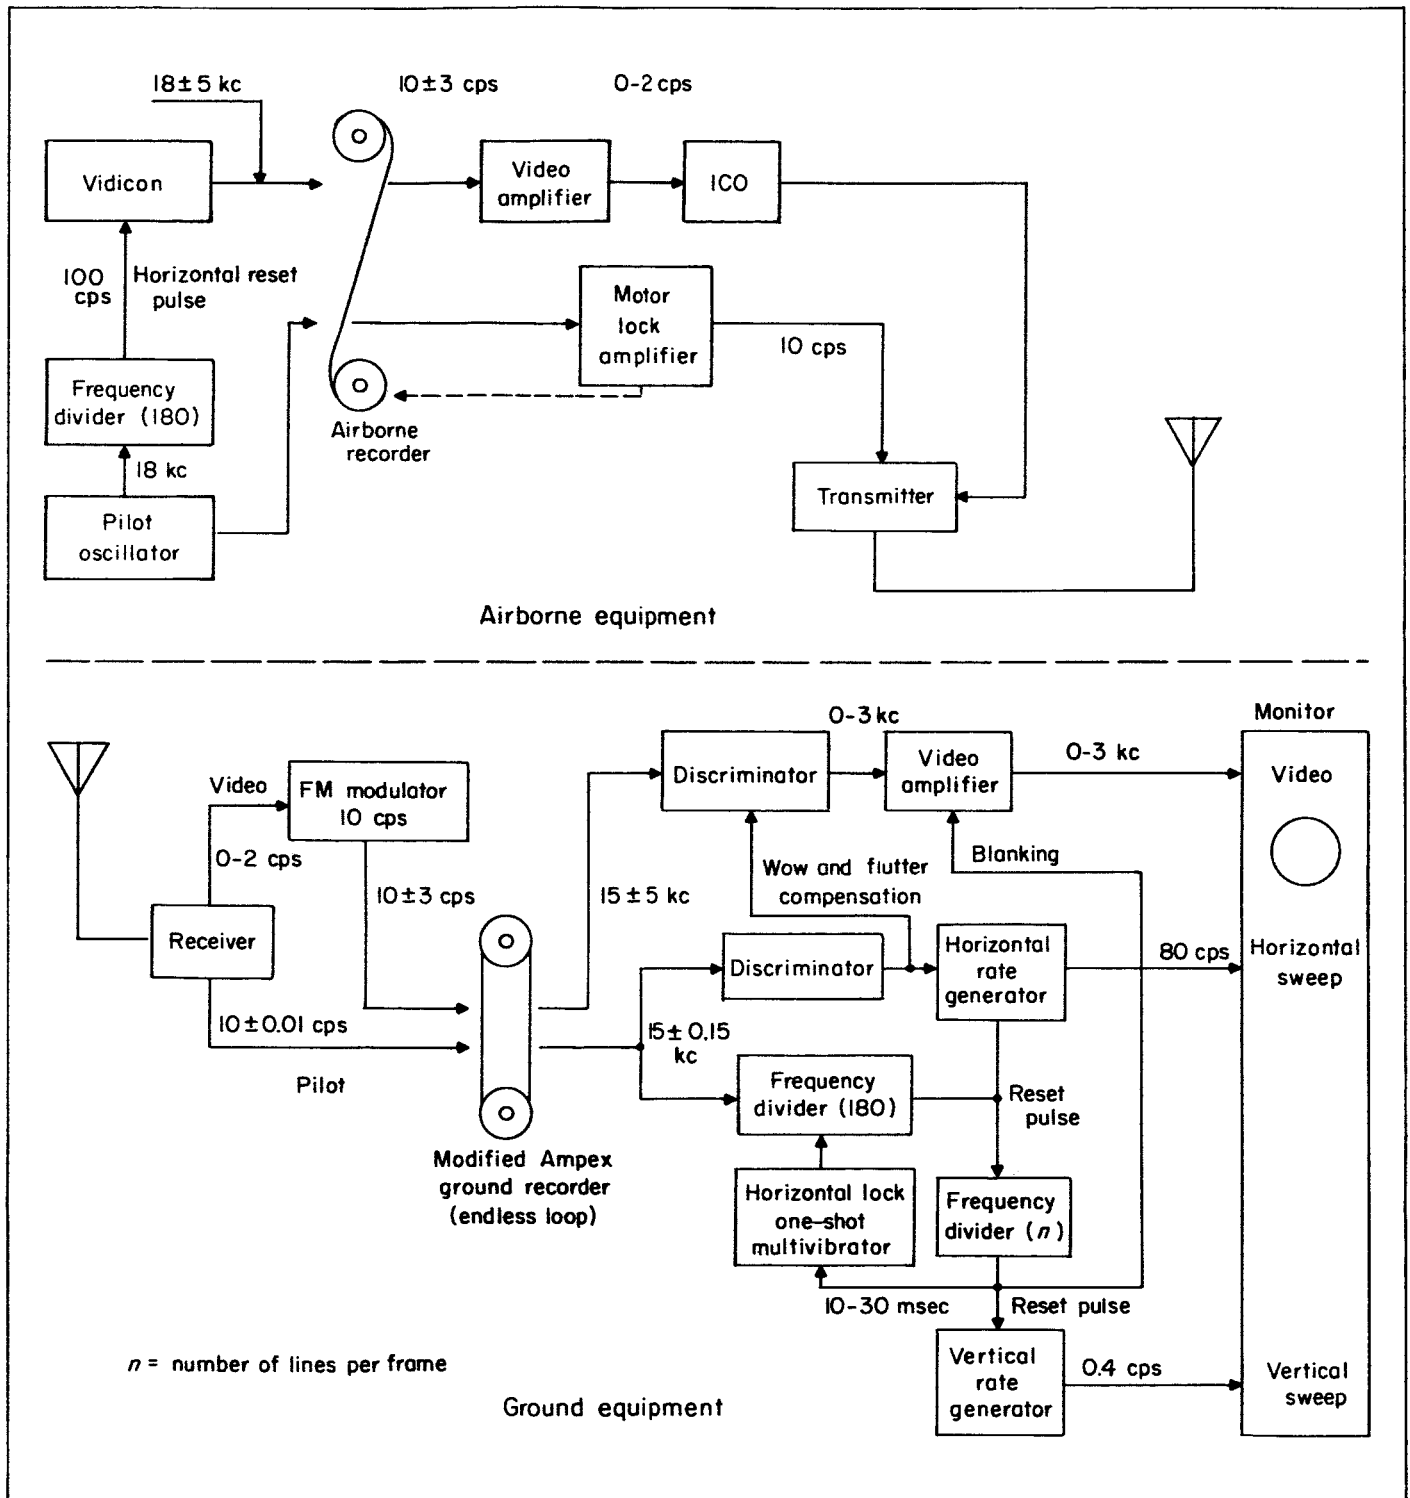 18±5 kc
10±3 cps
0-2 cps
Vidicon
Video
amplifier
ICO
100
cps
Horizontal reset
pulse
Motor
lock
amplifier
10 cps
Frequency
divider (180)
Airborne
recorder
18 kc
Pilot
oscillator
Transmitter
Airborne equipment
0-3 kc
Monitor
Video
FM modulator
10 cps
Discriminator
Video
amplifier
0-3 kc
Video
0-2 cps
10±3 cps
15±5 kc
Wow and flutter
compensation
Blanking
Receiver
Discriminator
Horizontal
rate
generator
80 cps
Horizontal
sweep
10±0.01 cps
Pilot
15±0.15
kc
Frequency
divider (180)
Reset
pulse
Modified Ampex
ground recorder
(endless loop)
Horizontal lock
one-shot
multivibrator
Frequency
divider (n)
10-30 msec
Reset pulse
n = number of lines per frame
Vertical
rate
generator
0.4 cps
Vertical
sweep
Ground equipment